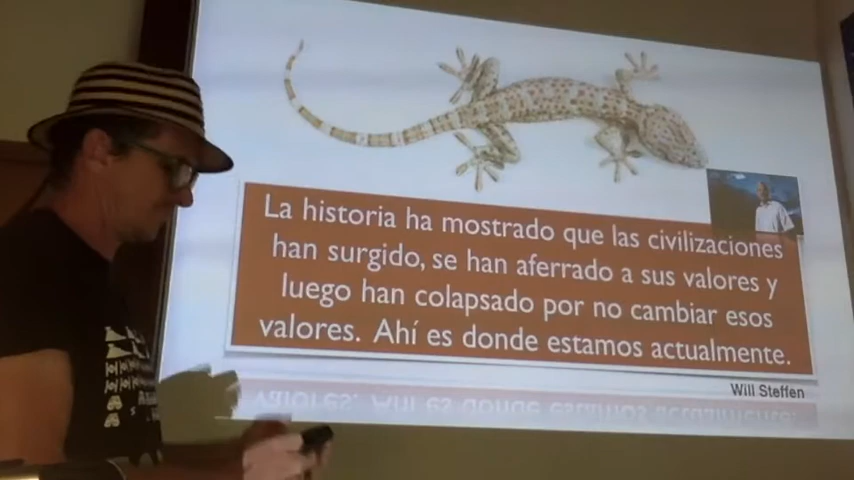 La historia ha mostrado que las civilizaciones
han surgido, se han aferrado a sus valores y
luego han colapsado por no cambiar esos
valores. Ahí es donde estamos actualmente.
Will Steffen